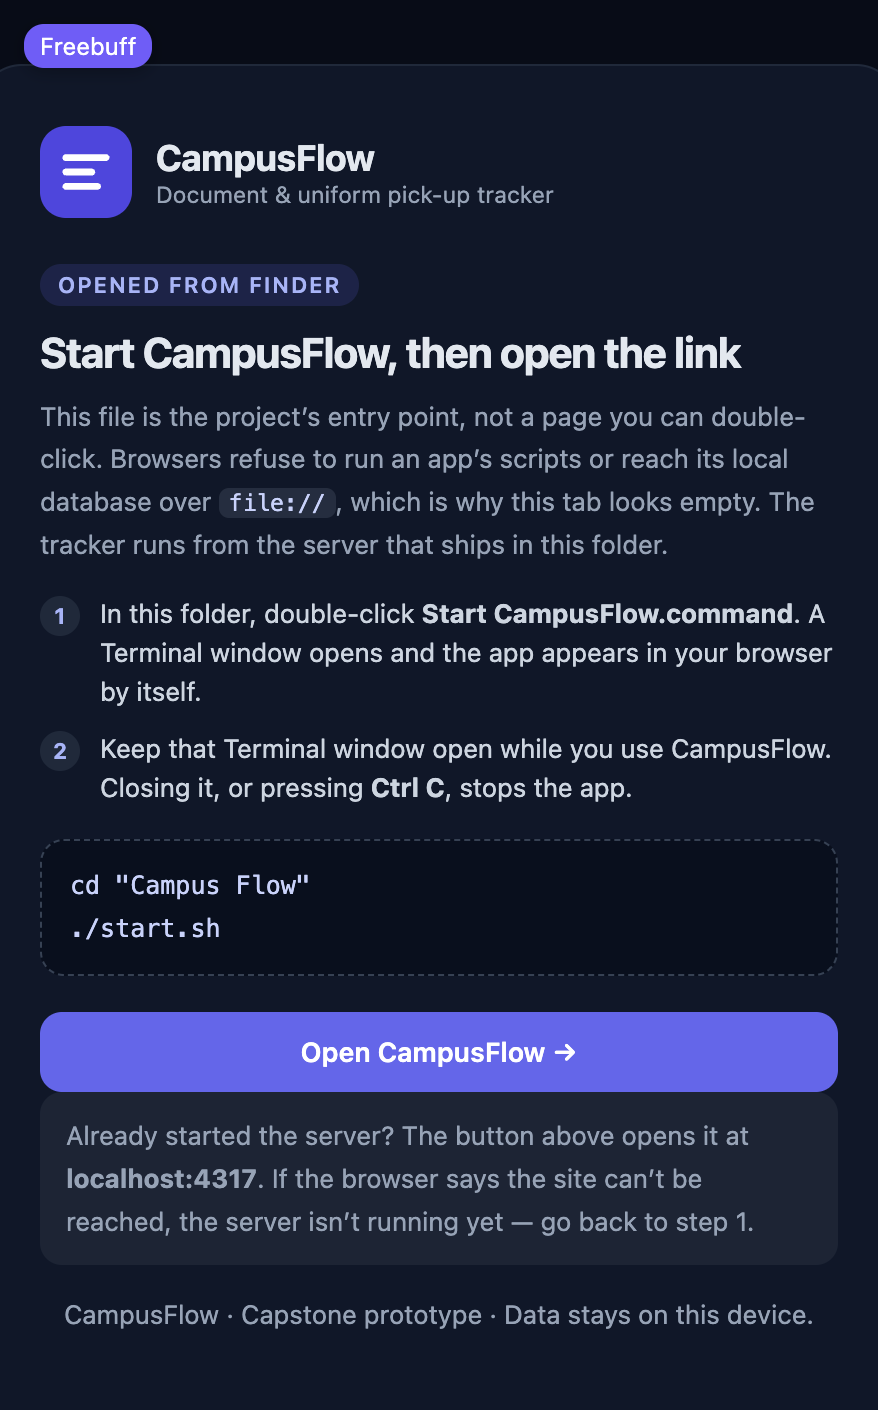 Freebuff
CampusFlow
Document & uniform pick-up tracker
OPENED FROM FINDER
Start CampusFlow, then open the link
This file is the project’s entry point, not a page you can double-
click. Browsers refuse to run an app’s scripts or reach its local
database over file://, which is why this tab looks empty. The
tracker runs from the server that ships in this folder.
1 In this folder, double-click Start CampusFlow.command. A
Terminal window opens and the app appears in your browser
by itself.
2 Keep that Terminal window open while you use CampusFlow.
Closing it, or pressing Ctrl C, stops the app.
cd "Campus Flow"
./start.sh
Open CampusFlow →
Already started the server? The button above opens it at
localhost:4317. If the browser says the site can’t be
reached, the server isn’t running yet — go back to step 1.
CampusFlow · Capstone prototype · Data stays on this device.